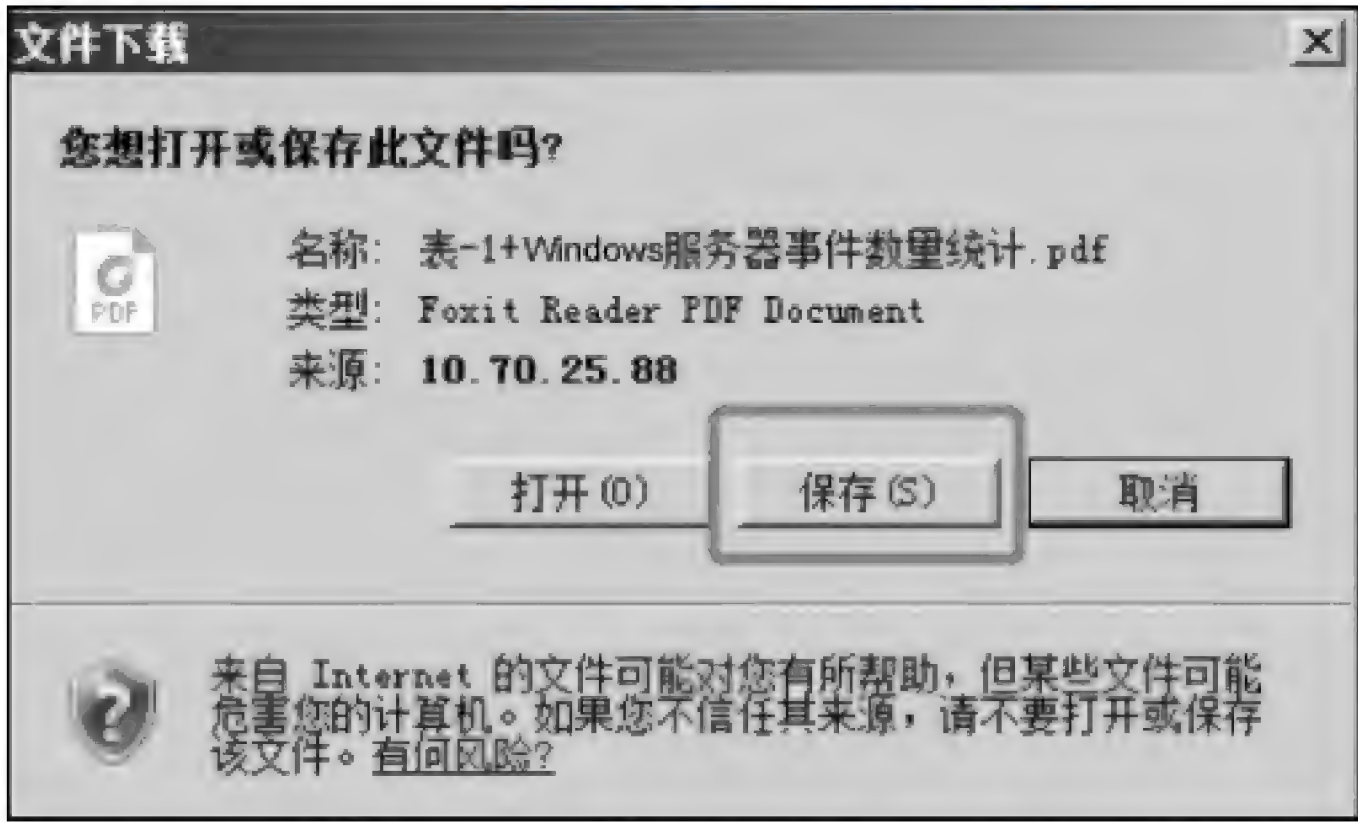 文件下载
您想打开或保存此文件吗?
PDF
名称: 表-1+Windows服务器事件数量统计.pdf
类型: Foxit Reader PDF Document
来源: 10.70.25.88
打开(O) 保存(S) 取消
来自 Internet 的文件可能对您有所帮助，但某些文件可能
危害您的计算机。如果您不信任其来源，请不要打开或保存
该文件。有何风险?